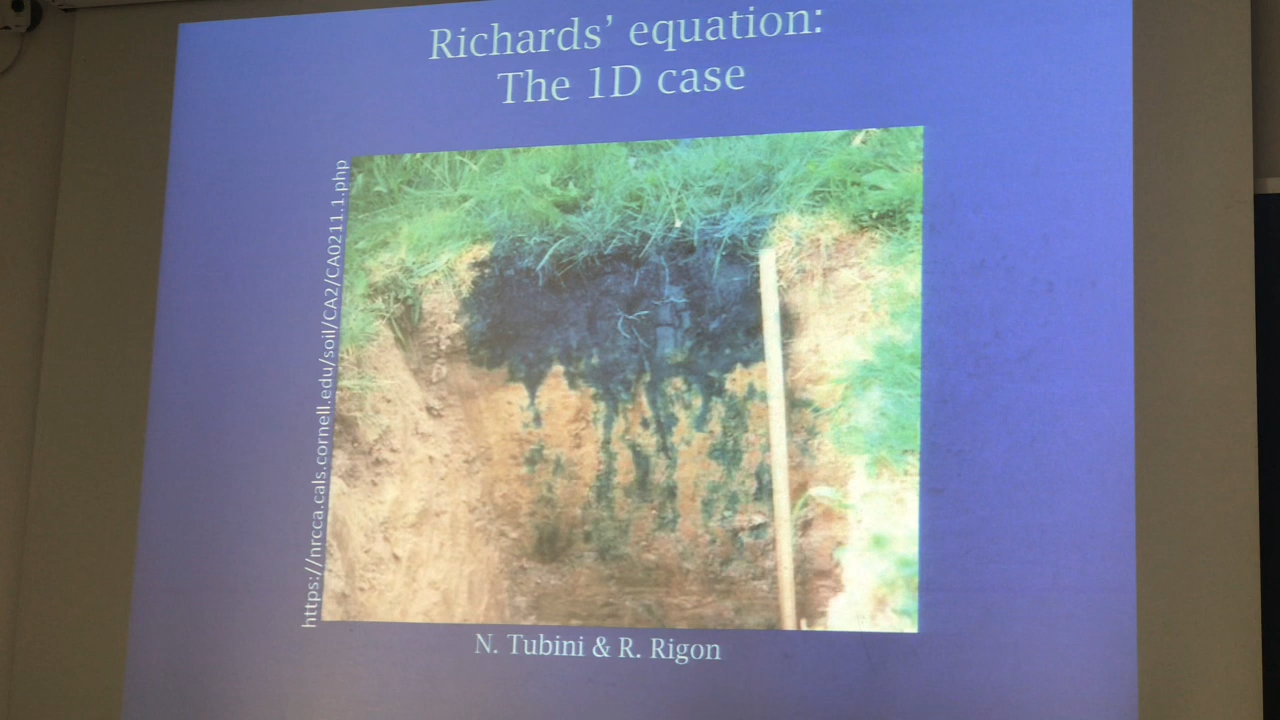 Richards’ equation:
The 1D case
https://nrcca.cals.cornell.edu/soil/CA2/CA0211.1.php
N. Tubini & R. Rigon